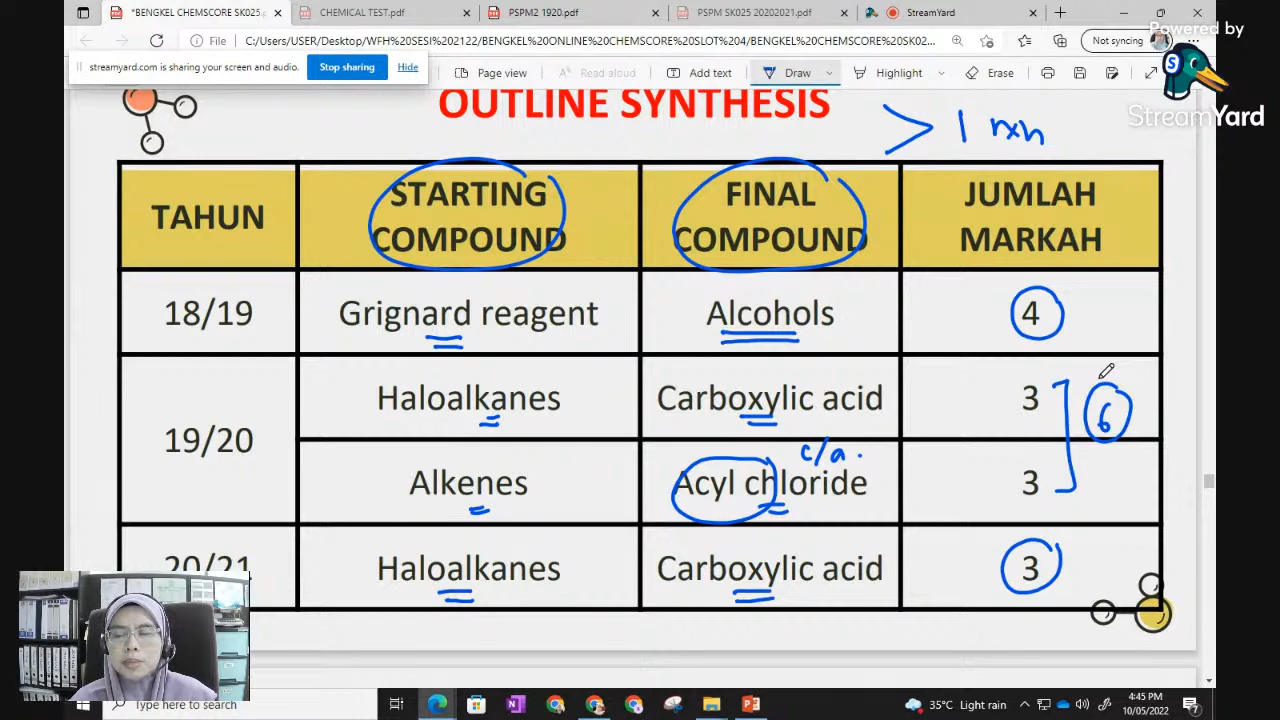 *BENGKEL CHEMSCORE SK025.
CHEMICAL TEST.pdf
PSPM2 1920.pdf
PSPM SK025 20202021.pdf
StreamYard
File
C:/Users/USER/Desktop/WFH%20SESI
EL%20ONLINE%20CHEMSCORE%20SLOT%204/BENGKEL%20CHEMSCORE%20SK02...
Not syncing
Powered by
StreamYard
streamyard.com is sharing your screen and audio.
Stop sharing
Hide
Page view
Read aloud
Add text
Draw
Highlight
Erase
OUTLINE SYNTHESIS
> 1 rxn
TAHUN
STARTING COMPOUND
FINAL COMPOUND
JUMLAH MARKAH
18/19
Grignard reagent
Alcohols
4
19/20
Haloalkanes
Carboxylic acid
3
6
c/a.
Alkenes
Acyl chloride
3
20/21
Haloalkanes
Carboxylic acid
3
Type here to search
35°C Light rain
4:45 PM
10/05/2022
7